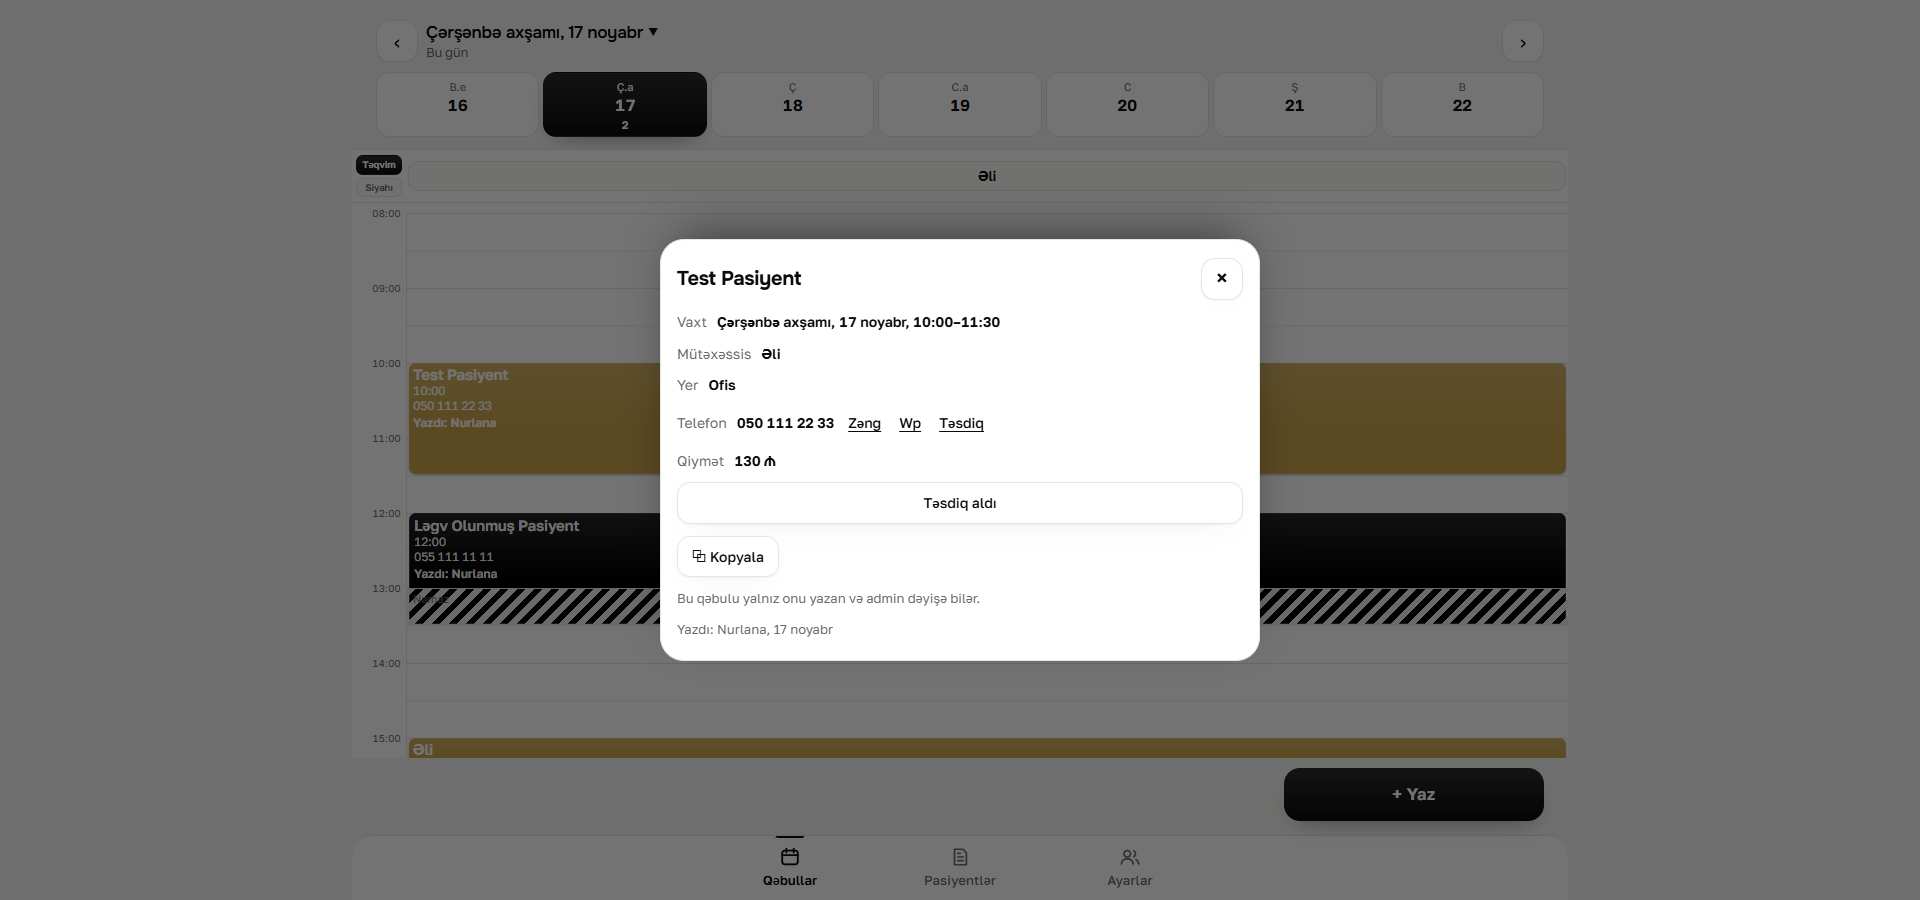 Çərşənbə axşamı, 17 noyabr ▼
Bu gün
B.e
16
Ç.a
17
2
Ç
18
C.a
19
C
20
Ş
21
B
22
Təqvim
Siyahı
Əli
08:00
09:00
10:00
Test Pasiyent
10:00
050 111 22 33
Yazdı: Nurlana
11:00
12:00
Ləgv Olunmuş Pasiyent
12:00
055 111 11 11
Yazdı: Nurlana
13:00
14:00
15:00
Əli
Test Pasiyent
Vaxt Çərşənbə axşamı, 17 noyabr, 10:00–11:30
Mütəxəssis Əli
Yer Ofis
Telefon 050 111 22 33 Zəng Wp Təsdiq
Qiymət 130 ₼
Təsdiq aldı
Kopyala
Bu qəbulu yalnız onu yazan və admin dəyişə bilər.
Yazdı: Nurlana, 17 noyabr
+ Yaz
Qəbullar
Pasiyentlər
Ayarlar